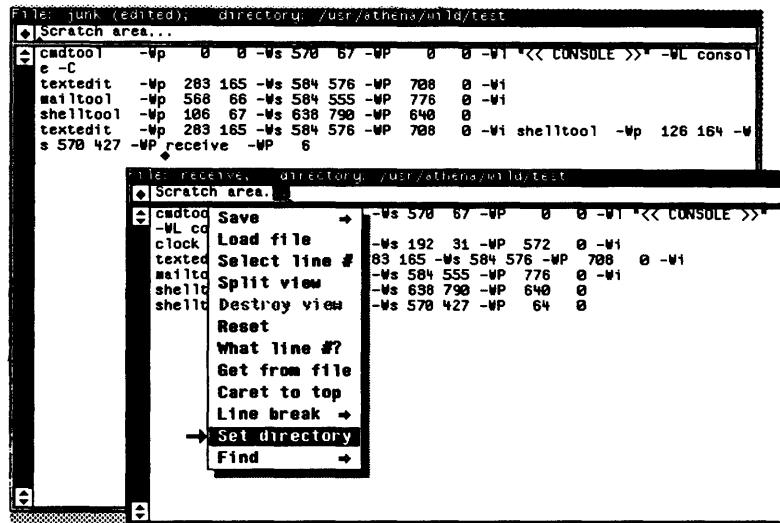 File: junk (edited); directory: /usr/athena/wild/test
Scratch area...
cmdtool -Wp 0 0 -Ws 570 67 -WP 0 0 -Wl "<< CONSOLE >>" -WL consol
e -C
textedit -Wp 283 165 -Ws 584 576 -WP 708 0 -Wi
mailtool -Wp 568 66 -Ws 584 555 -WP 776 0 -Wi
shelltool -Wp 106 67 -Ws 638 790 -WP 640 0
textedit -Wp 283 165 -Ws 584 576 -WP 708 0 -Wi shelltool -Wp 126 164 -W
s 570 427 -WP receive -WP 6
File: receive, directory: /usr/athena/wild/test
Scratch area.
cmdtoo -Ws 570 67 -WP 0 0 -Wl "<< CONSOLE >>"
-WL co
clock -Ws 192 31 -WP 572 0 -Wi
texted 83 165 -Ws 584 576 -WP 708 0 -Wi
mailto -Ws 584 555 -WP 776 0 -Wi
shellt -Ws 638 790 -WP 640 0
shellt -Ws 570 427 -WP 64 0
Save ⇒
Load file
Select line #
Split view
Destroy view
Reset
What line #?
Get from file
Caret to top
Line break ⇒
Set directory
Find ⇒